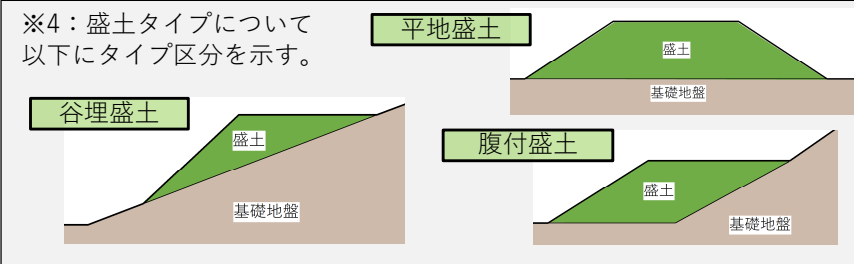 ※4：盛土タイプについて
以下にタイプ区分を示す。
平地盛土
盛土
基礎地盤
谷埋盛土
盛土
基礎地盤
腹付盛土
盛土
基礎地盤